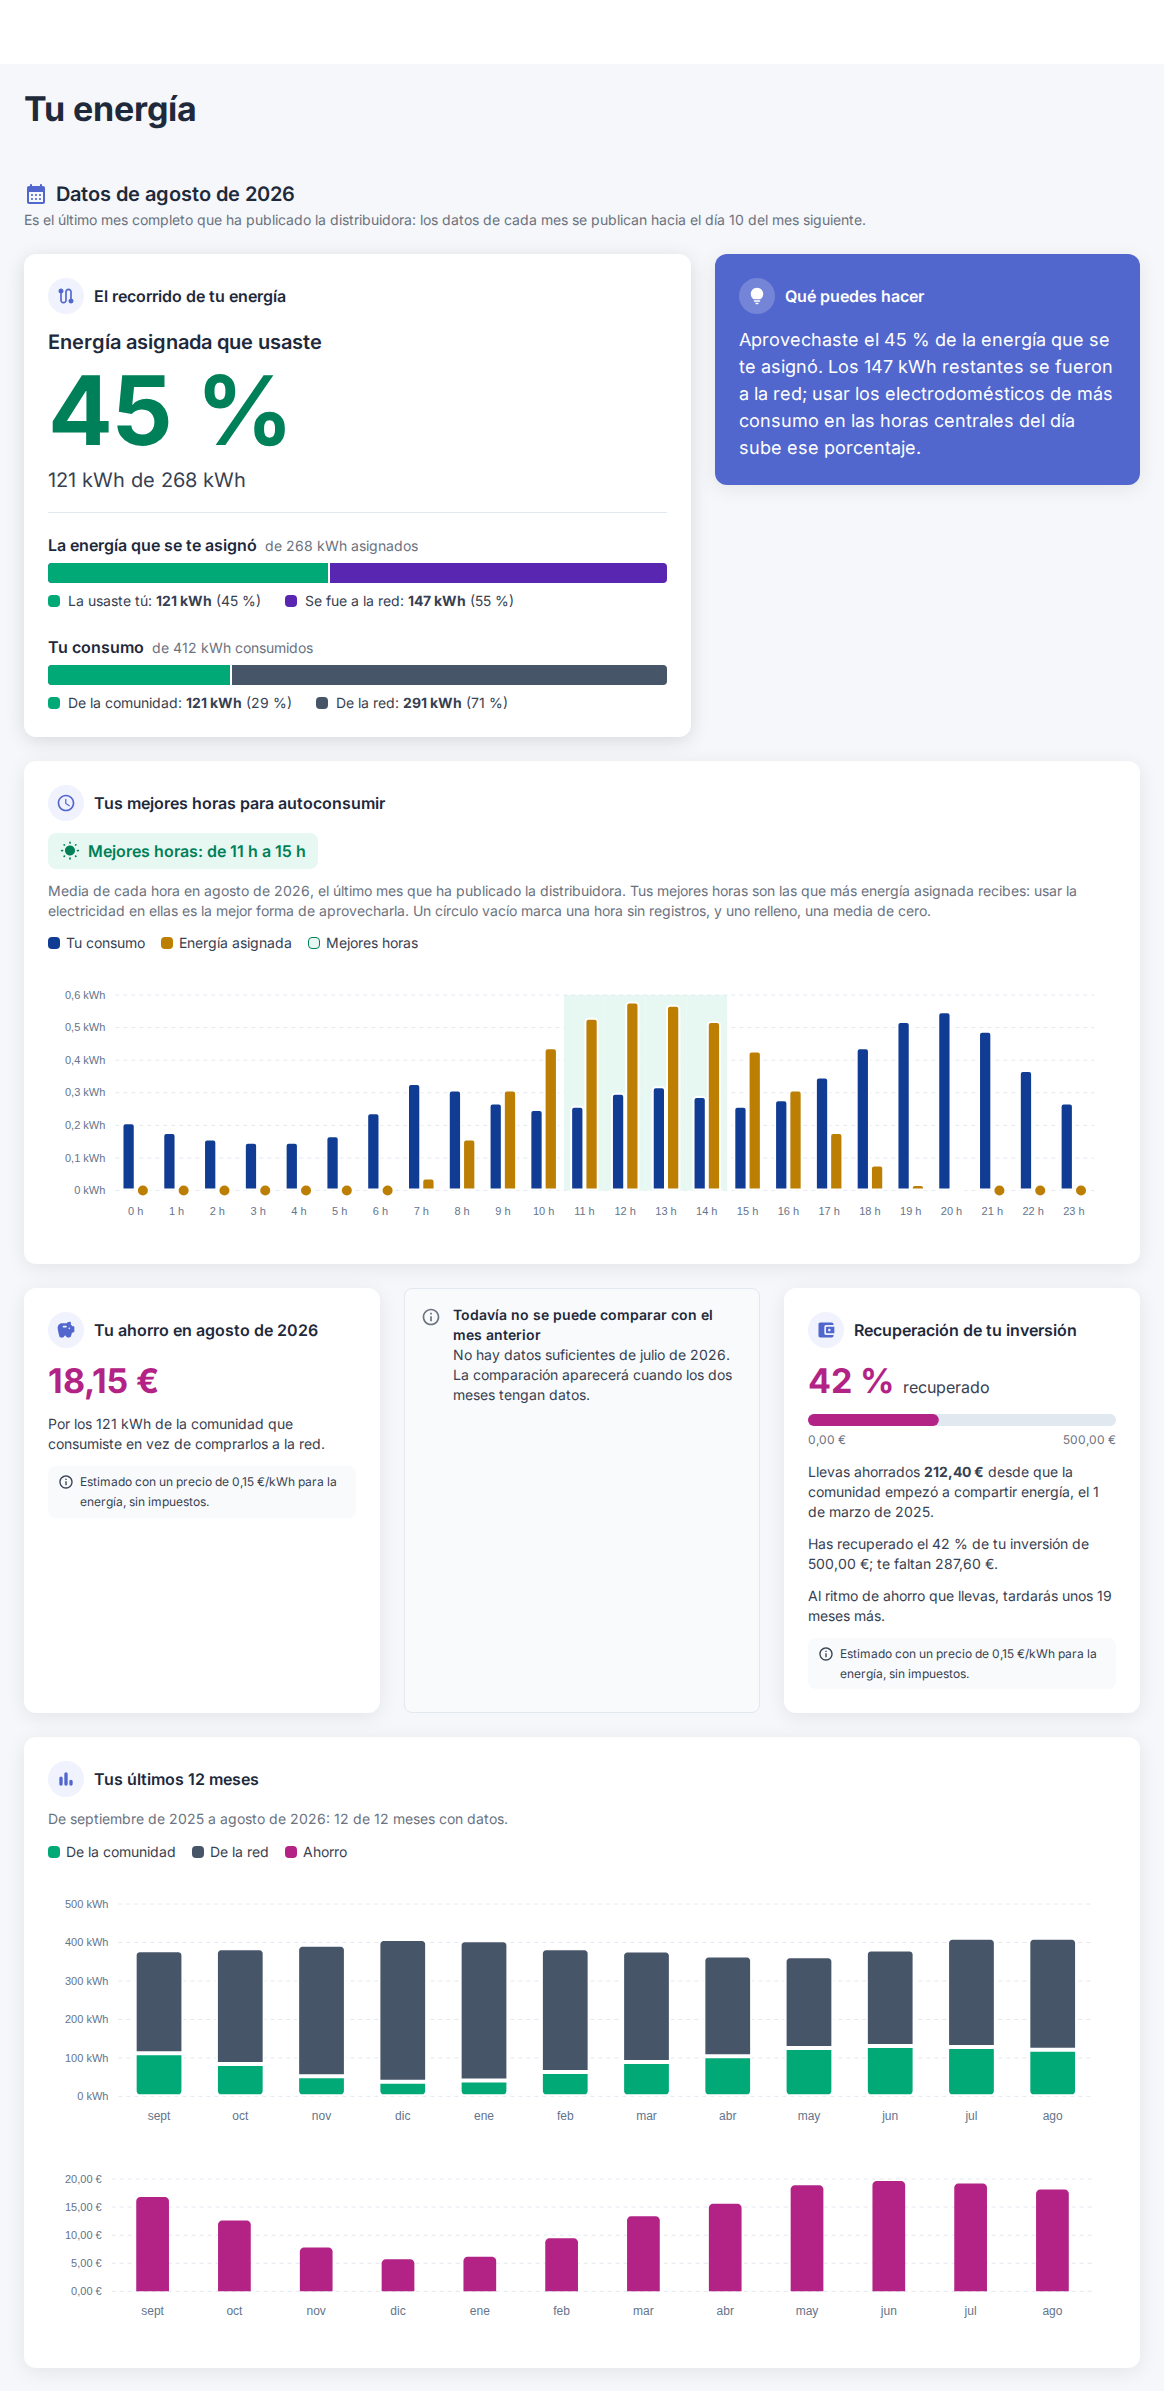 Tu energía
Datos de agosto de 2026
Es el último mes completo que ha publicado la distribuidora: los datos de cada mes se publican hacia el día 10 del mes siguiente.
El recorrido de tu energía
Energía asignada que usaste
45 %
121 kWh de 268 kWh
La energía que se te asignó de 268 kWh asignados
La usaste tú: 121 kWh (45 %) Se fue a la red: 147 kWh (55 %)
Tu consumo de 412 kWh consumidos
De la comunidad: 121 kWh (29 %) De la red: 291 kWh (71 %)
Qué puedes hacer
Aprovechaste el 45 % de la energía que se
te asignó. Los 147 kWh restantes se fueron
a la red; usar los electrodomésticos de más
consumo en las horas centrales del día
sube ese porcentaje.
Tus mejores horas para autoconsumir
Mejores horas: de 11 h a 15 h
Media de cada hora en agosto de 2026, el último mes que ha publicado la distribuidora. Tus mejores horas son las que más energía asignada recibes: usar la
electricidad en ellas es la mejor forma de aprovecharla. Un círculo vacío marca una hora sin registros, y uno relleno, una media de cero.
Tu consumo Energía asignada Mejores horas
0,6 kWh
0,5 kWh
0,4 kWh
0,3 kWh
0,2 kWh
0,1 kWh
0 kWh
0 h 1 h 2 h 3 h 4 h 5 h 6 h 7 h 8 h 9 h 10 h 11 h 12 h 13 h 14 h 15 h 16 h 17 h 18 h 19 h 20 h 21 h 22 h 23 h
Tu ahorro en agosto de 2026
18,15 €
Por los 121 kWh de la comunidad que
consumiste en vez de comprarlos a la red.
Estimado con un precio de 0,15 €/kWh para la
energía, sin impuestos.
Todavía no se puede comparar con el
mes anterior
No hay datos suficientes de julio de 2026.
La comparación aparecerá cuando los dos
meses tengan datos.
Recuperación de tu inversión
42 % recuperado
0,00 € 500,00 €
Llevas ahorrados 212,40 € desde que la
comunidad empezó a compartir energía, el 1
de marzo de 2025.
Has recuperado el 42 % de tu inversión de
500,00 €; te faltan 287,60 €.
Al ritmo de ahorro que llevas, tardarás unos 19
meses más.
Estimado con un precio de 0,15 €/kWh para la
energía, sin impuestos.
Tus últimos 12 meses
De septiembre de 2025 a agosto de 2026: 12 de 12 meses con datos.
De la comunidad De la red Ahorro
500 kWh
400 kWh
300 kWh
200 kWh
100 kWh
0 kWh
sept oct nov dic ene feb mar abr may jun jul ago
20,00 €
15,00 €
10,00 €
5,00 €
0,00 €
sept oct nov dic ene feb mar abr may jun jul ago